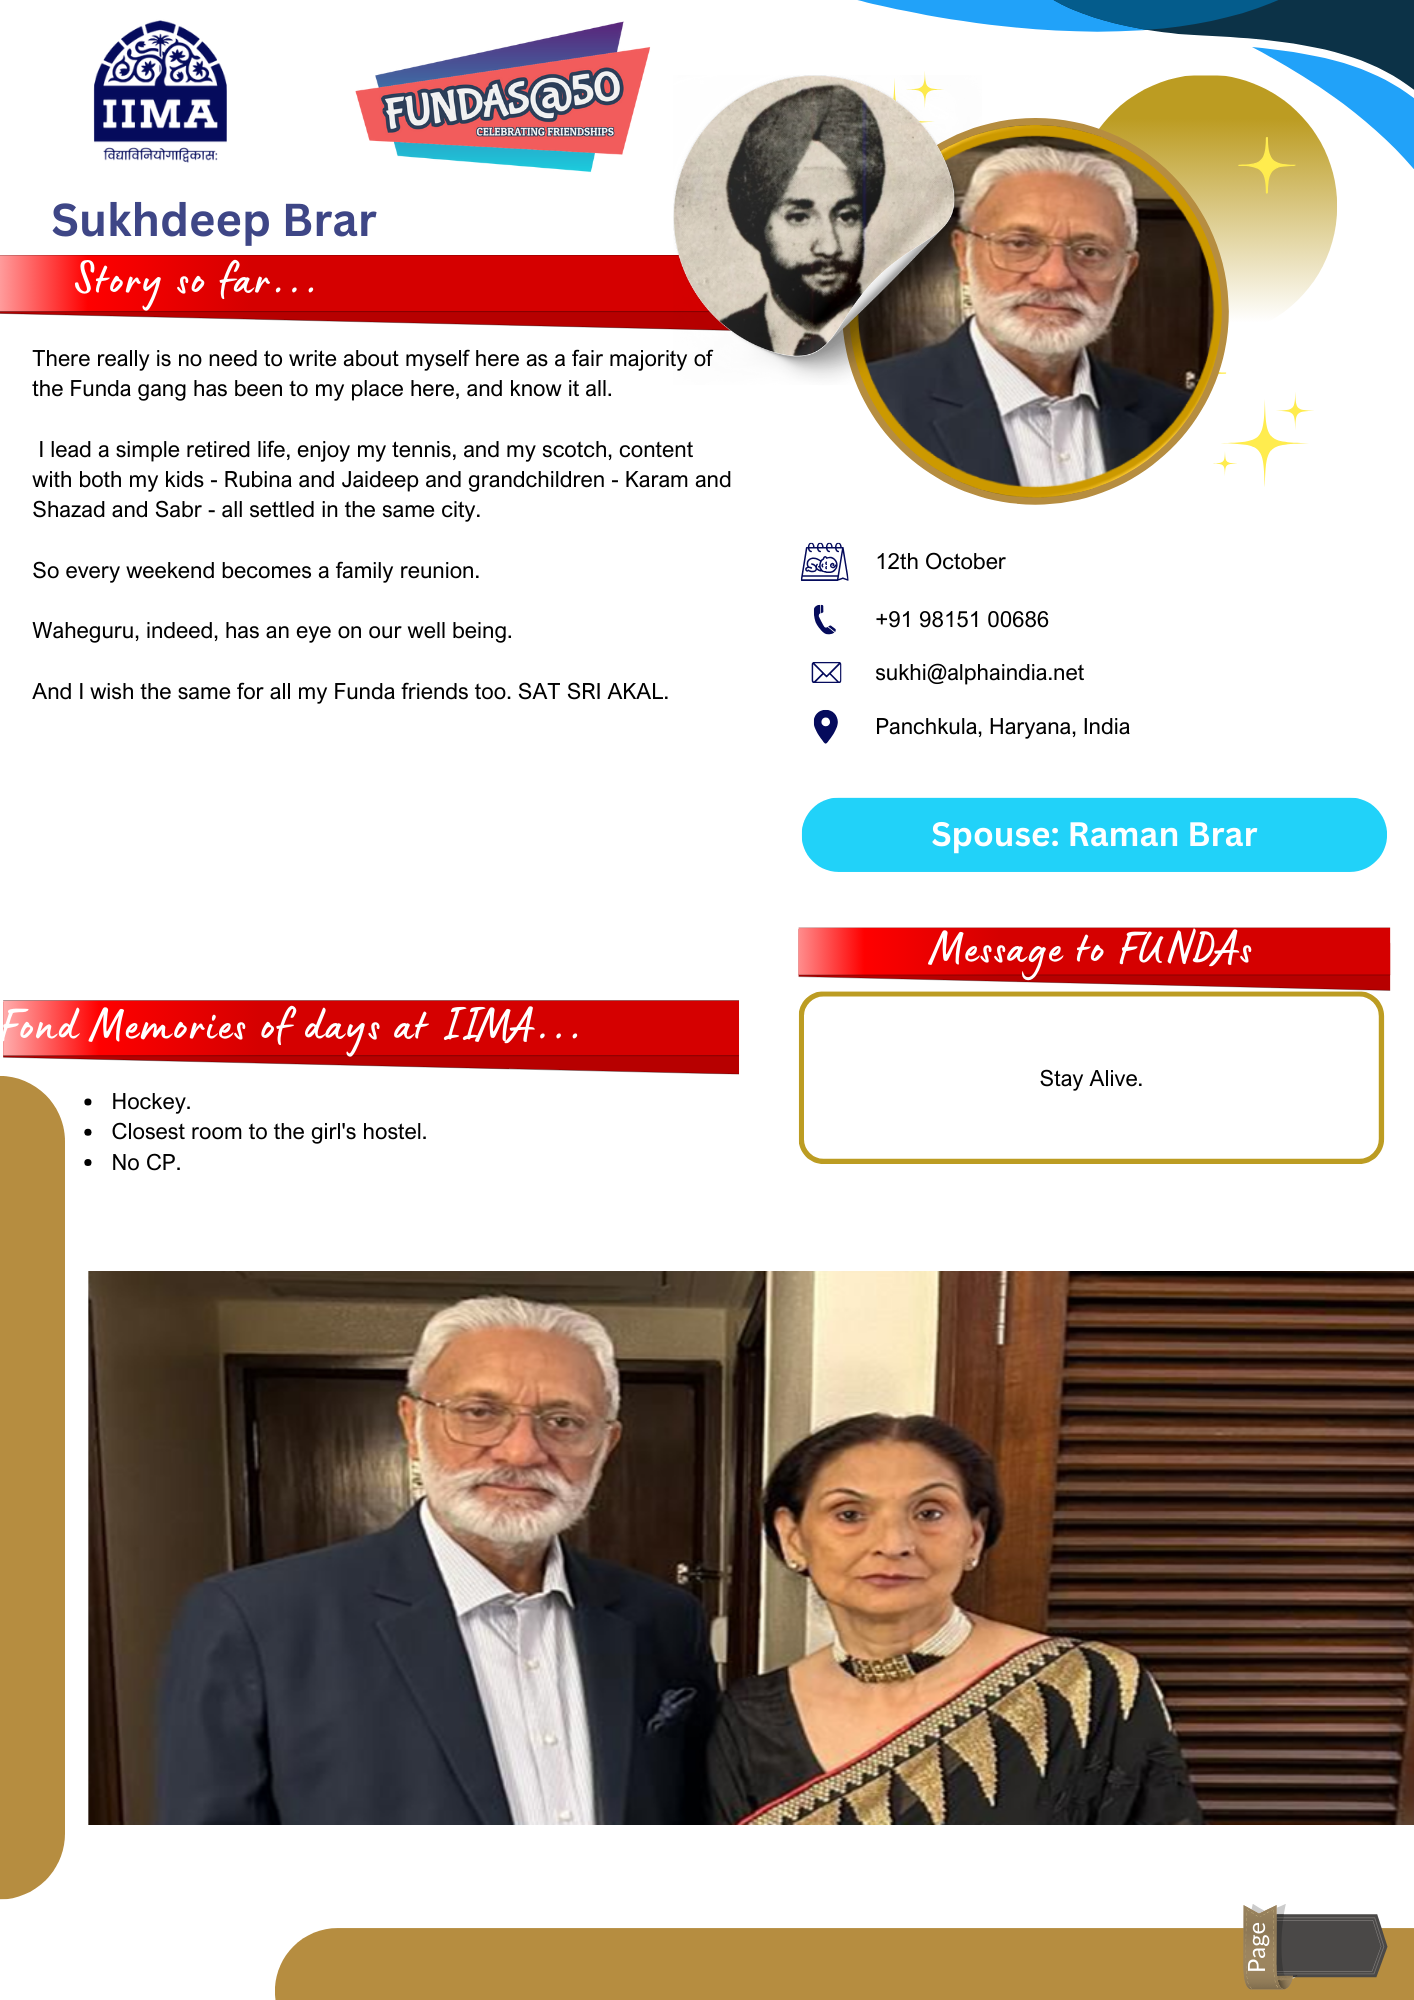 IIMA
विद्याविनियोगाद्विकासः
FUNDAS@50
CELEBRATING FRIENDSHIPS
Sukhdeep Brar
Story so far...
There really is no need to write about myself here as a fair majority of
the Funda gang has been to my place here, and know it all.
I lead a simple retired life, enjoy my tennis, and my scotch, content
with both my kids - Rubina and Jaideep and grandchildren - Karam and
Shazad and Sabr - all settled in the same city.
So every weekend becomes a family reunion.
Waheguru, indeed, has an eye on our well being.
And I wish the same for all my Funda friends too. SAT SRI AKAL.
12th October
+91 98151 00686
sukhi@alphaindia.net
Panchkula, Haryana, India
Spouse: Raman Brar
Message to FUNDAs
Stay Alive.
Fond Memories of days at IIMA...
• Hockey.
• Closest room to the girl's hostel.
• No CP.
Page